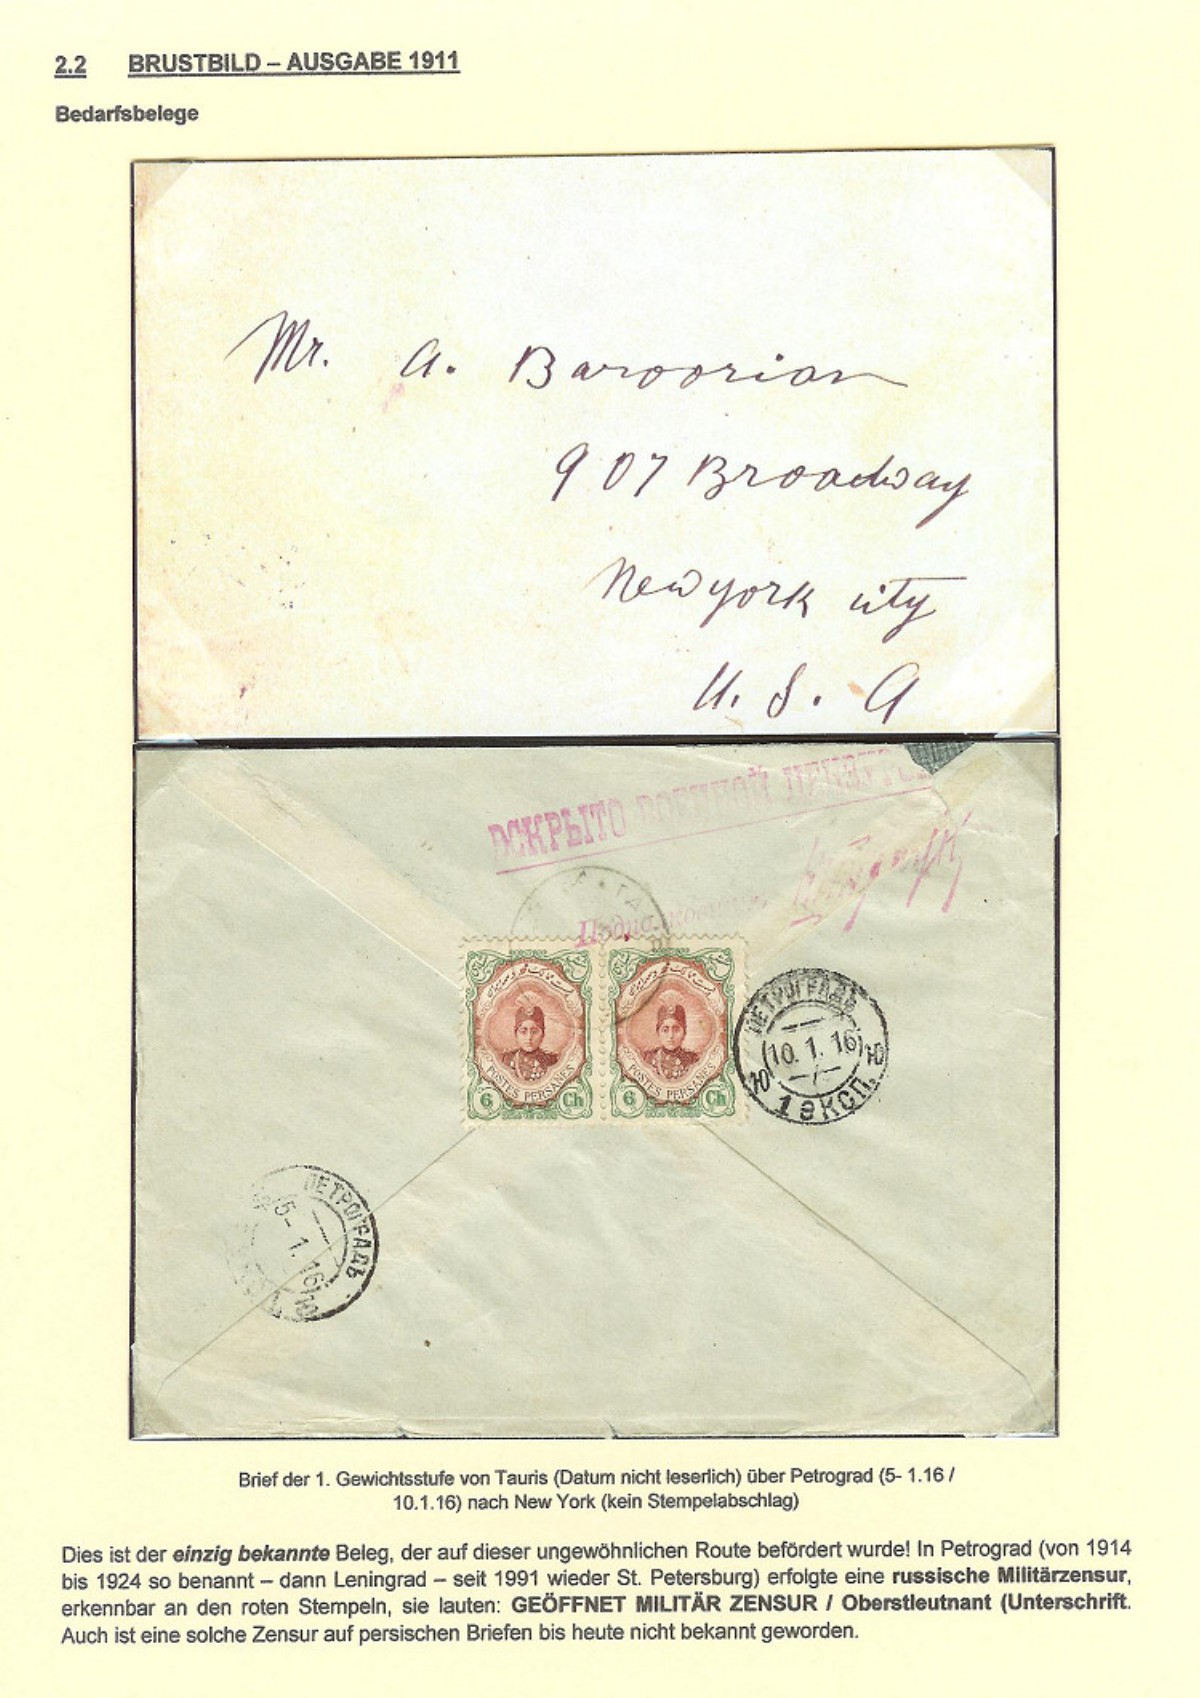 2.2 BRUSTBILD – AUSGABE 1911
Bedarfsbelege
Mr. A. Baroorian
907 Broadway
Newyork city
U. S. A
ВСКРЫТО ВОЕННОЙ ЦЕНЗУРОЙ
ПЕТРОГРАДЪ
10. 1. 16
Ю Ю
1 ЭКСП.
POSTES PERSANES
6 Ch
POSTES PERSANES
6 Ch
ПЕТРОГРАДЪ
5- 1. 16
Brief der 1. Gewichtsstufe von Tauris (Datum nicht leserlich) über Petrograd (5- 1.16 /
10.1.16) nach New York (kein Stempelabschlag)
Dies ist der einzig bekannte Beleg, der auf dieser ungewöhnlichen Route befördert wurde! In Petrograd (von 1914
bis 1924 so benannt – dann Leningrad – seit 1991 wieder St. Petersburg) erfolgte eine russische Militärzensur,
erkennbar an den roten Stempeln, sie lauten: GEÖFFNET MILITÄR ZENSUR / Oberstleutnant (Unterschrift.
Auch ist eine solche Zensur auf persischen Briefen bis heute nicht bekannt geworden.